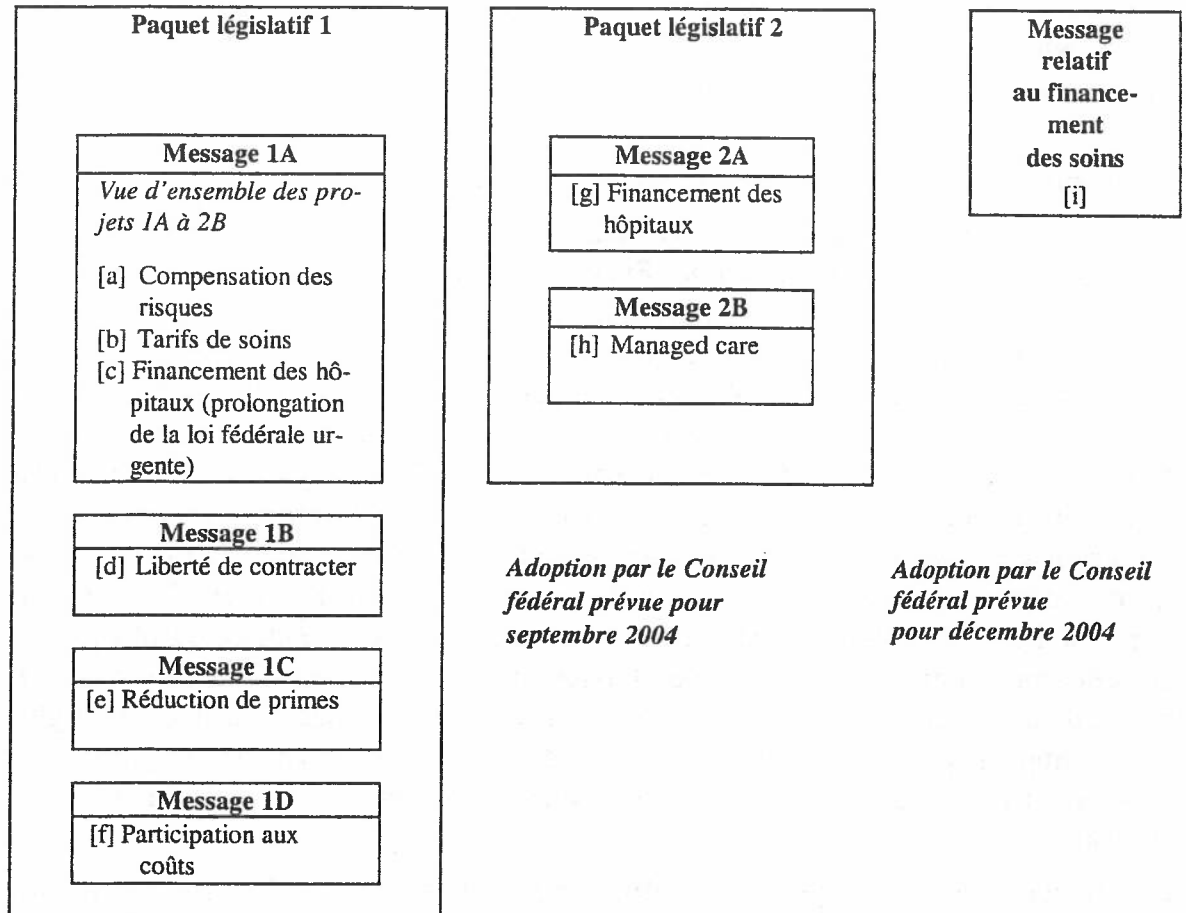 Paquet législatif 1
Message 1A
Vue d'ensemble des pro-
jets 1A à 2B
[a] Compensation des
risques
[b] Tarifs de soins
[c] Financement des hô-
pitaux (prolongation
de la loi fédérale ur-
gente)
Message 1B
[d] Liberté de contracter
Message 1C
[e] Réduction de primes
Message 1D
[f] Participation aux
coûts
Paquet législatif 2
Message 2A
[g] Financement des
hôpitaux
Message 2B
[h] Managed care
Adoption par le Conseil
fédéral prévue pour
septembre 2004
Message
relatif
au finance-
ment
des soins
[i]
Adoption par le Conseil
fédéral prévue
pour décembre 2004